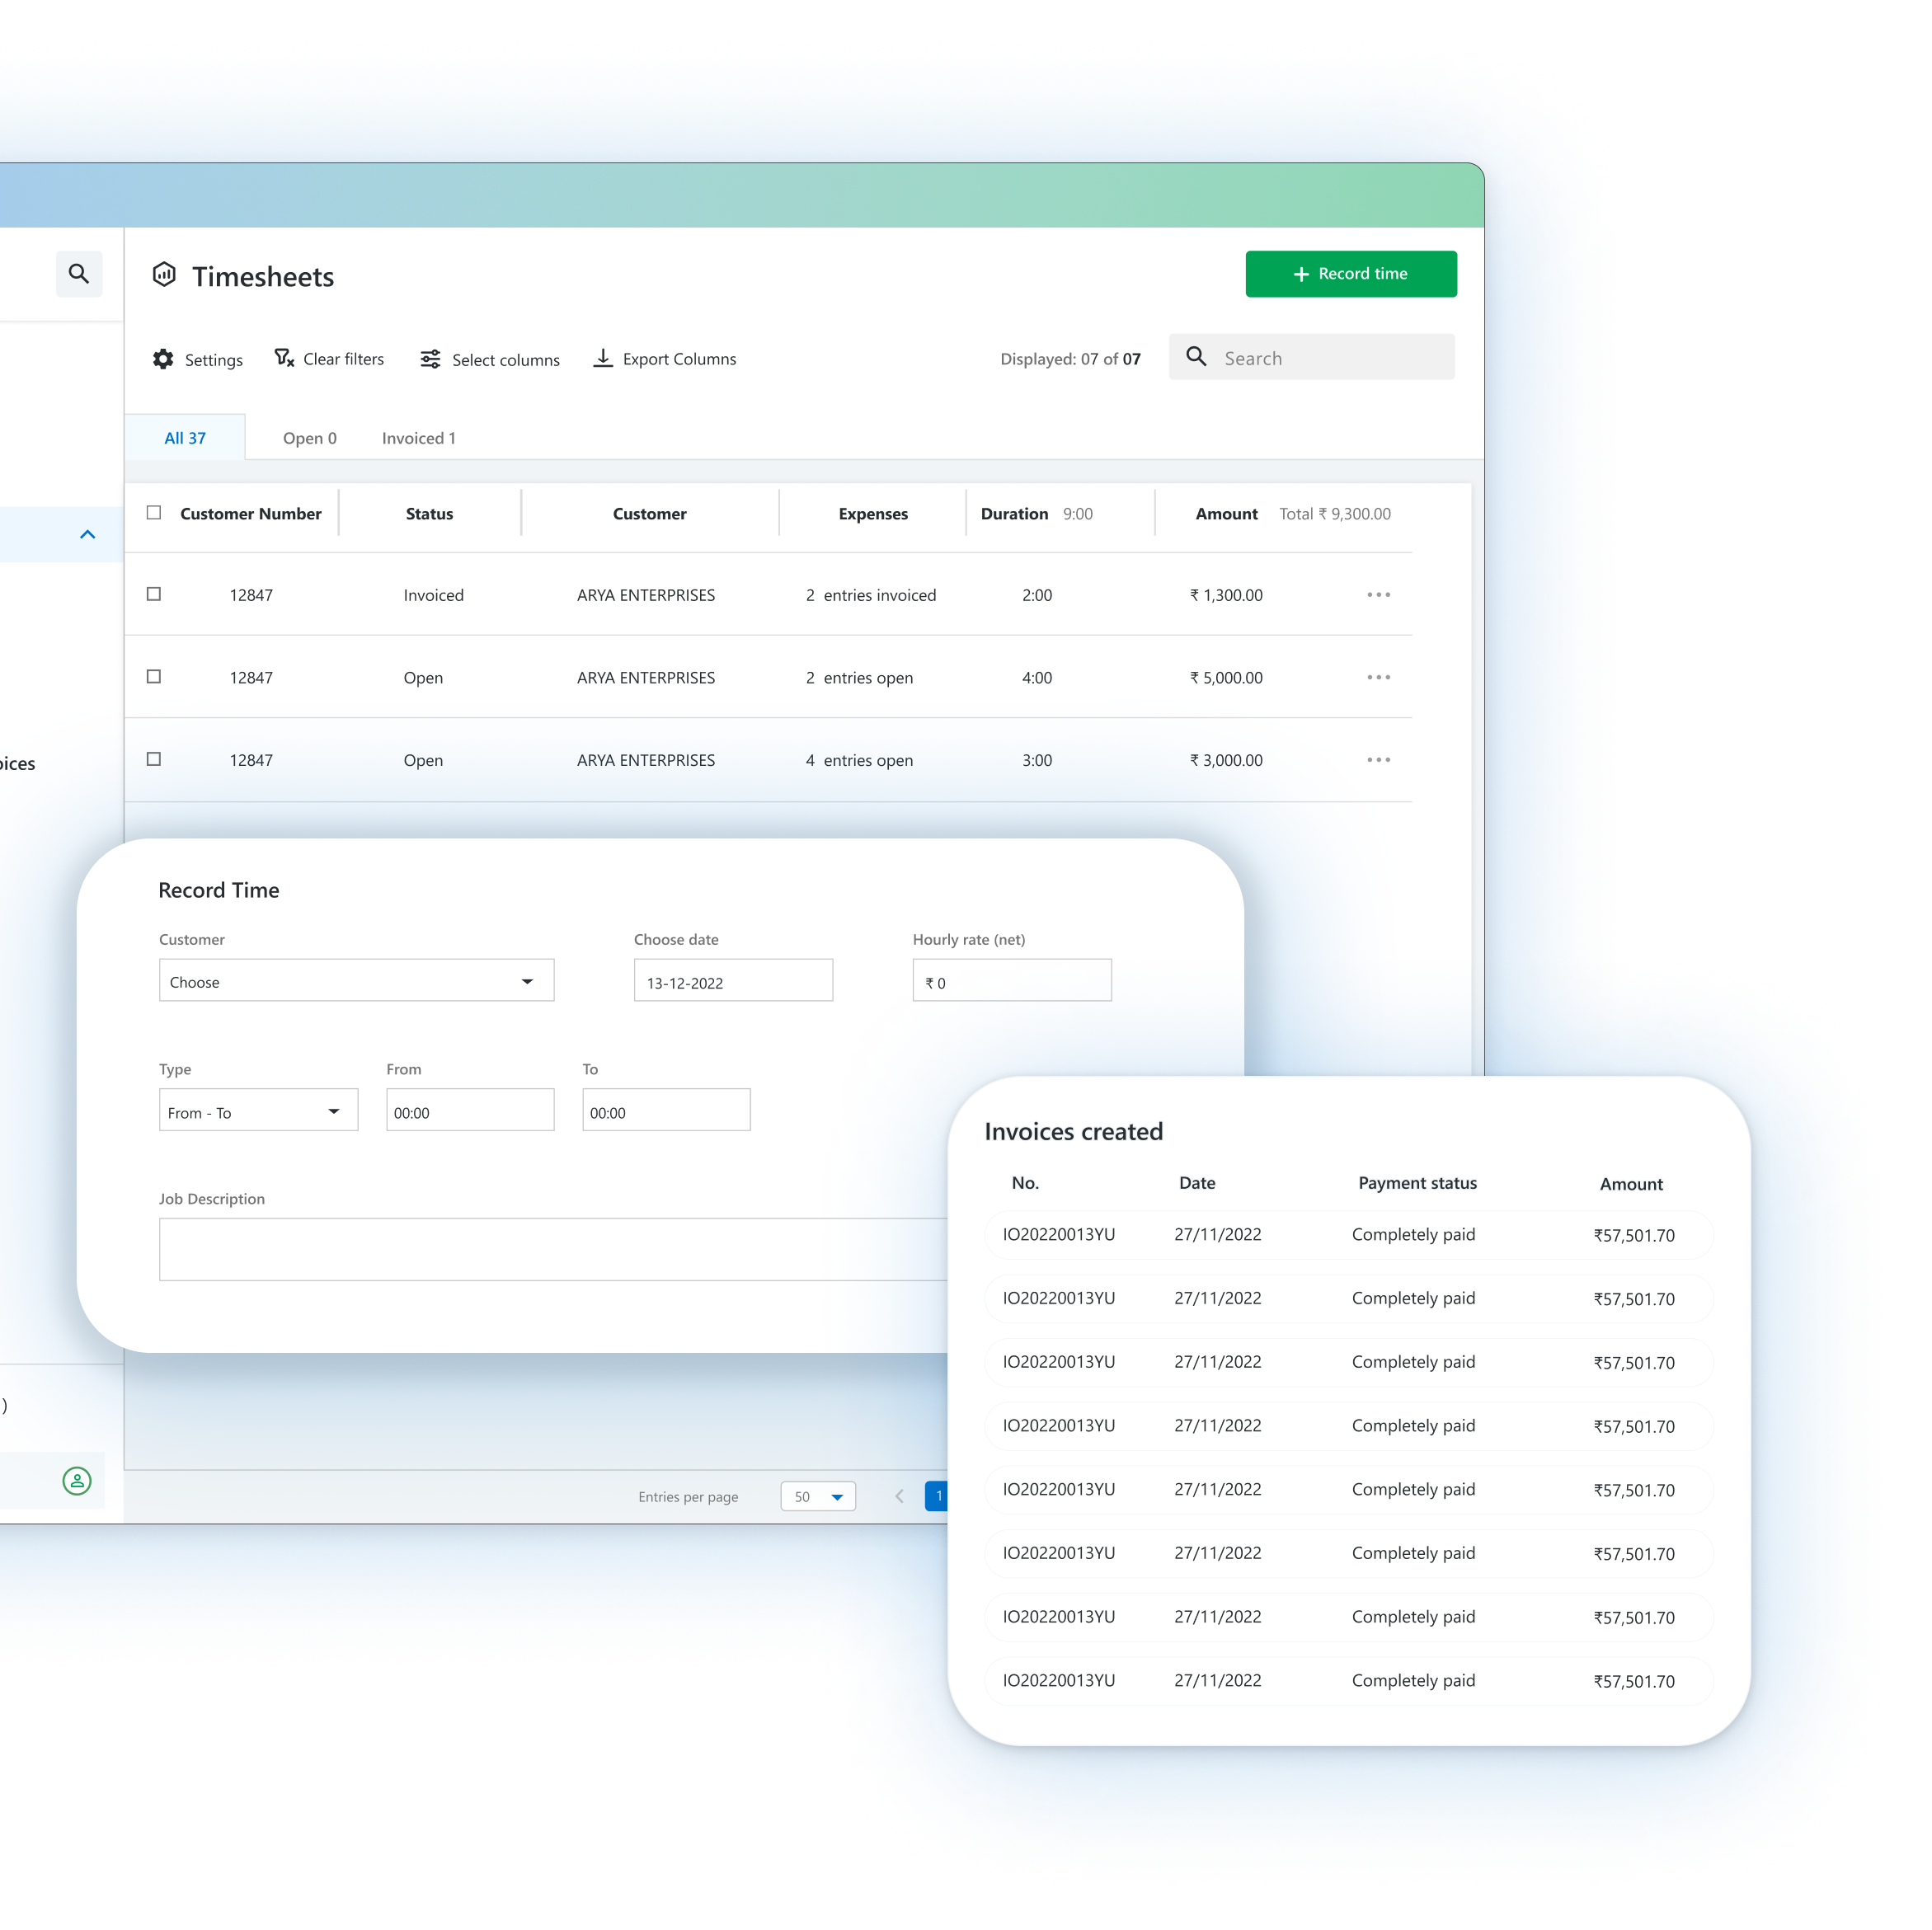 Timesheets
+ Record time
Settings Clear filters Select columns Export Columns Displayed: 07 of 07 Search
All 37 Open 0 Invoiced 1
Customer Number Status Customer Expenses Duration 9:00 Amount Total ₹ 9,300.00
12847 Invoiced ARYA ENTERPRISES 2 entries invoiced 2:00 ₹ 1,300.00
12847 Open ARYA ENTERPRISES 2 entries open 4:00 ₹ 5,000.00
12847 Open ARYA ENTERPRISES 4 entries open 3:00 ₹ 3,000.00
oices
Record Time
Customer Choose date Hourly rate (net)
Choose 13-12-2022 ₹ 0
Type From To
From - To 00:00 00:00
Job Description
)
Entries per page 50 1
Invoices created
No. Date Payment status Amount
IO20220013YU 27/11/2022 Completely paid ₹57,501.70
IO20220013YU 27/11/2022 Completely paid ₹57,501.70
IO20220013YU 27/11/2022 Completely paid ₹57,501.70
IO20220013YU 27/11/2022 Completely paid ₹57,501.70
IO20220013YU 27/11/2022 Completely paid ₹57,501.70
IO20220013YU 27/11/2022 Completely paid ₹57,501.70
IO20220013YU 27/11/2022 Completely paid ₹57,501.70
IO20220013YU 27/11/2022 Completely paid ₹57,501.70